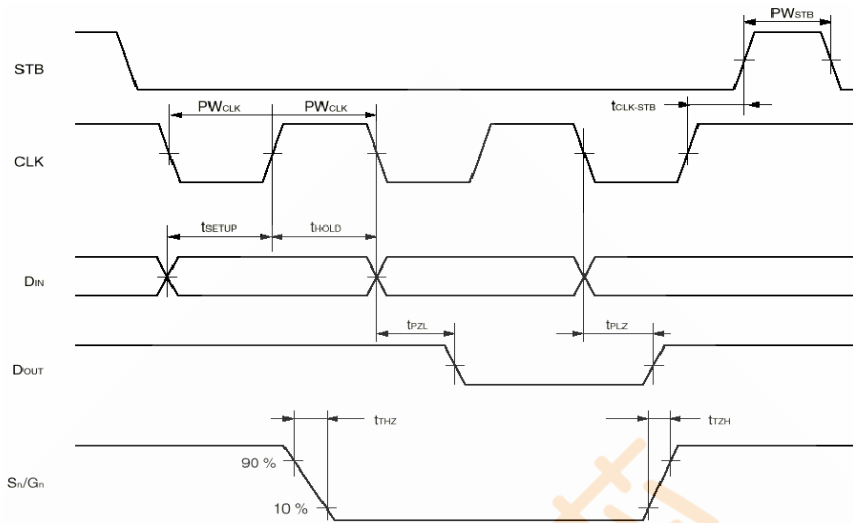 PWSTB
STB
tCLK-STB
PWCLK PWCLK
CLK
tSETUP tHOLD
DIN
tPZL tPLZ
DOUT
tTHZ tTZH
90 %
Sn/Gn
10 %